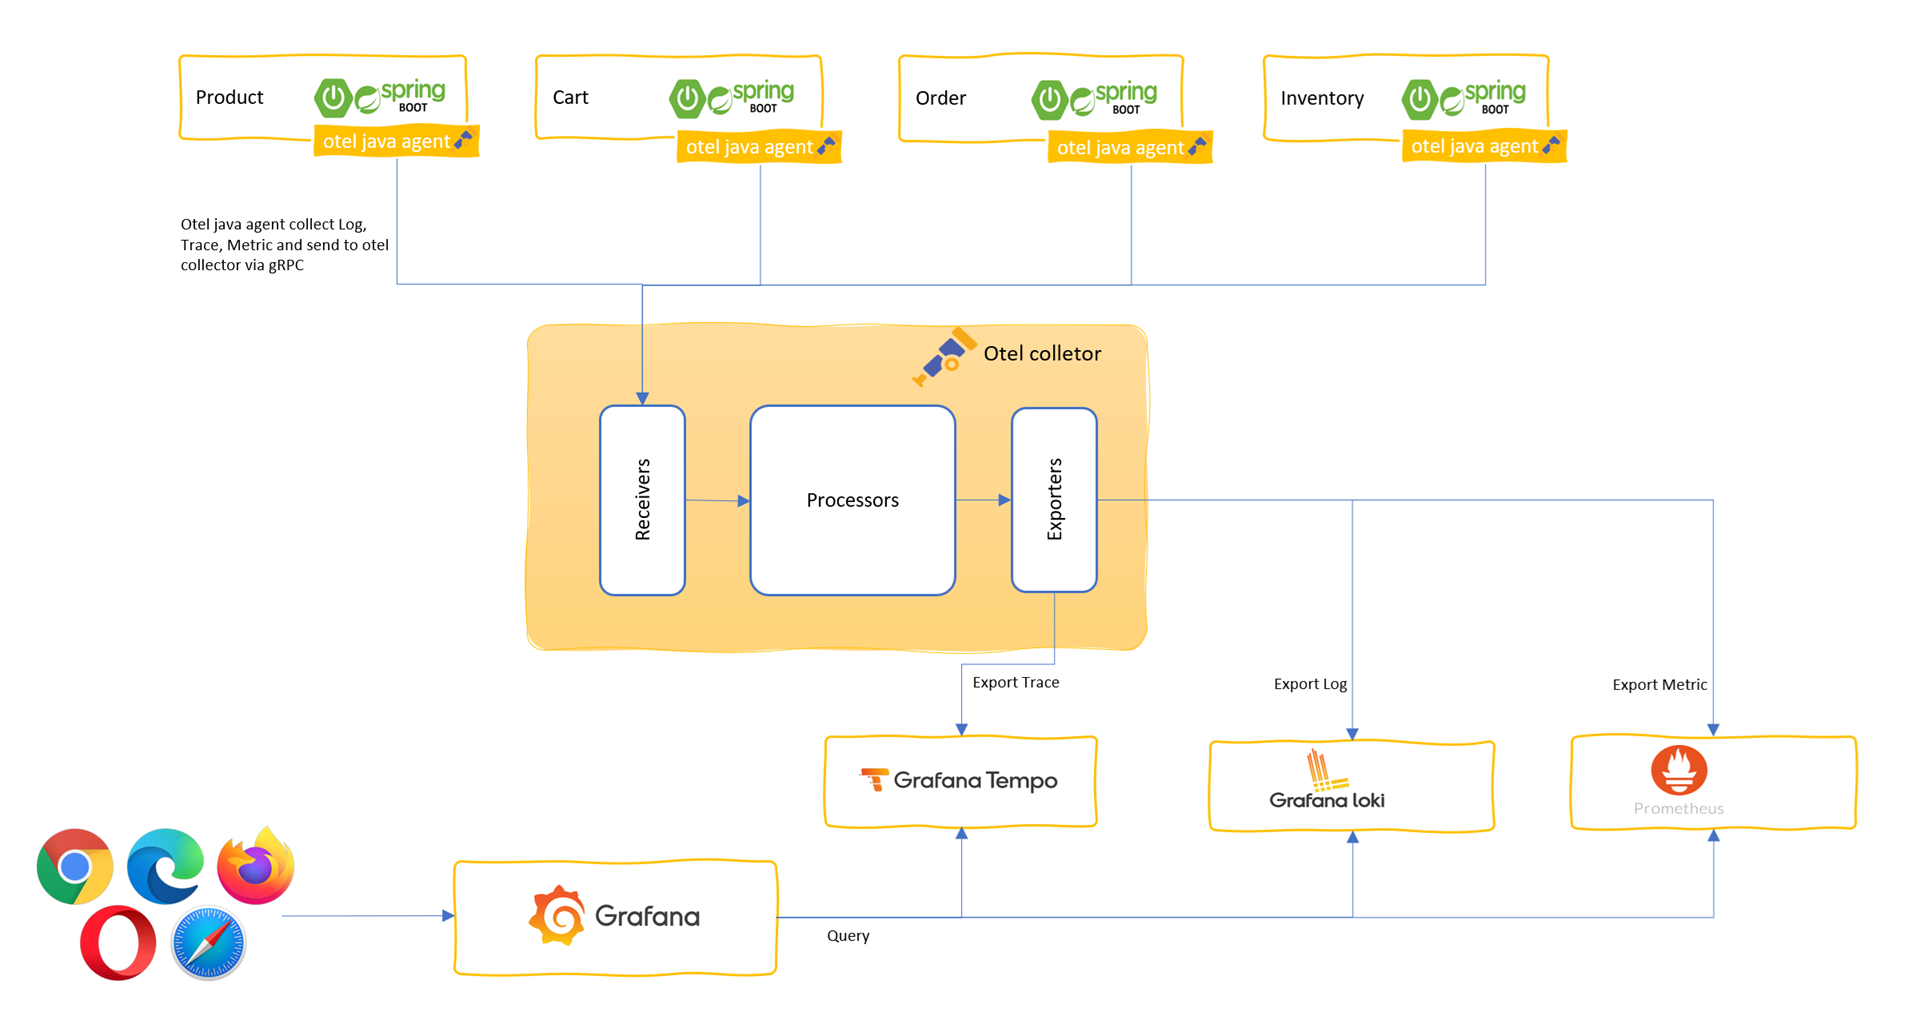 Product
spring
BOOT
otel java agent
Cart
spring
BOOT
otel java agent
Order
spring
BOOT
otel java agent
Inventory
spring
BOOT
otel java agent
Otel java agent collect Log,
Trace, Metric and send to otel
collector via gRPC
Otel colletor
Receivers
Processors
Exporters
Export Trace
Export Log
Export Metric
Grafana Tempo
Grafana loki
Prometheus
Grafana
Query